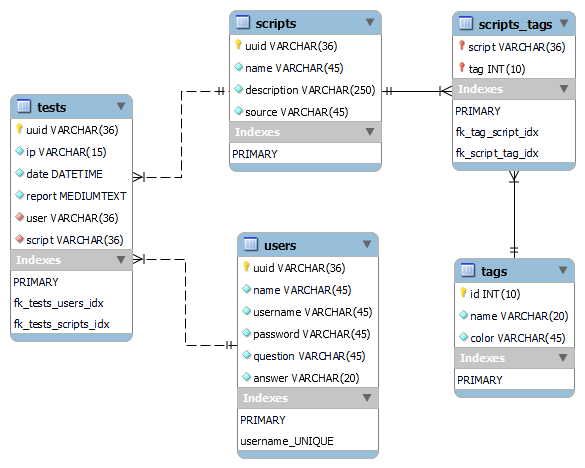 scripts
uuid VARCHAR(36)
name VARCHAR(45)
description VARCHAR(250)
source VARCHAR(45)
Indexes
PRIMARY
scripts_tags
script VARCHAR(36)
tag INT(10)
Indexes
PRIMARY
fk_tag_script_idx
fk_script_tag_idx
tests
uuid VARCHAR(36)
ip VARCHAR(15)
date DATETIME
report MEDIUMTEXT
user VARCHAR(36)
script VARCHAR(36)
Indexes
PRIMARY
fk_tests_users_idx
fk_tests_scripts_idx
users
uuid VARCHAR(36)
name VARCHAR(45)
username VARCHAR(45)
password VARCHAR(45)
question VARCHAR(45)
answer VARCHAR(20)
Indexes
PRIMARY
username_UNIQUE
tags
id INT(10)
name VARCHAR(20)
color VARCHAR(45)
Indexes
PRIMARY